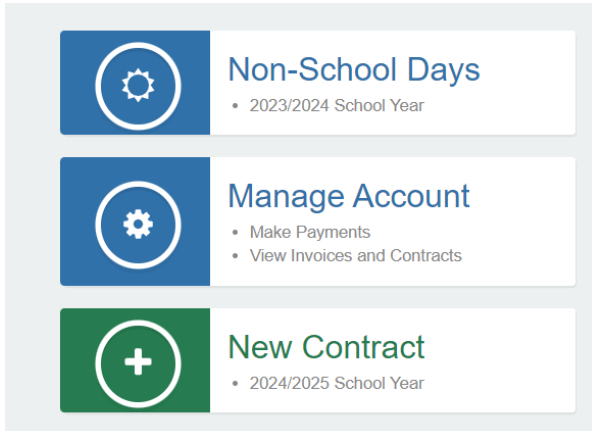 Non-School Days
• 2023/2024 School Year
Manage Account
• Make Payments
• View Invoices and Contracts
New Contract
• 2024/2025 School Year